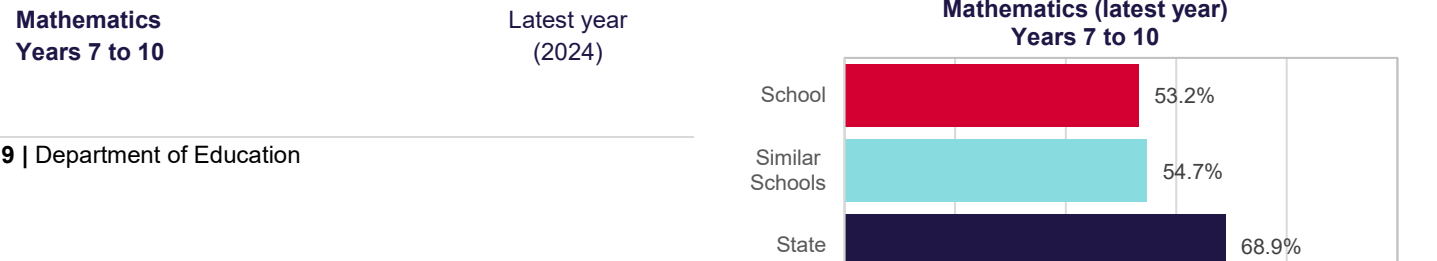 Mathematics
Years 7 to 10
Latest year
(2024)
9 | Department of Education
Mathematics (latest year)
Years 7 to 10
School
53.2%
Similar
Schools
54.7%
State
68.9%